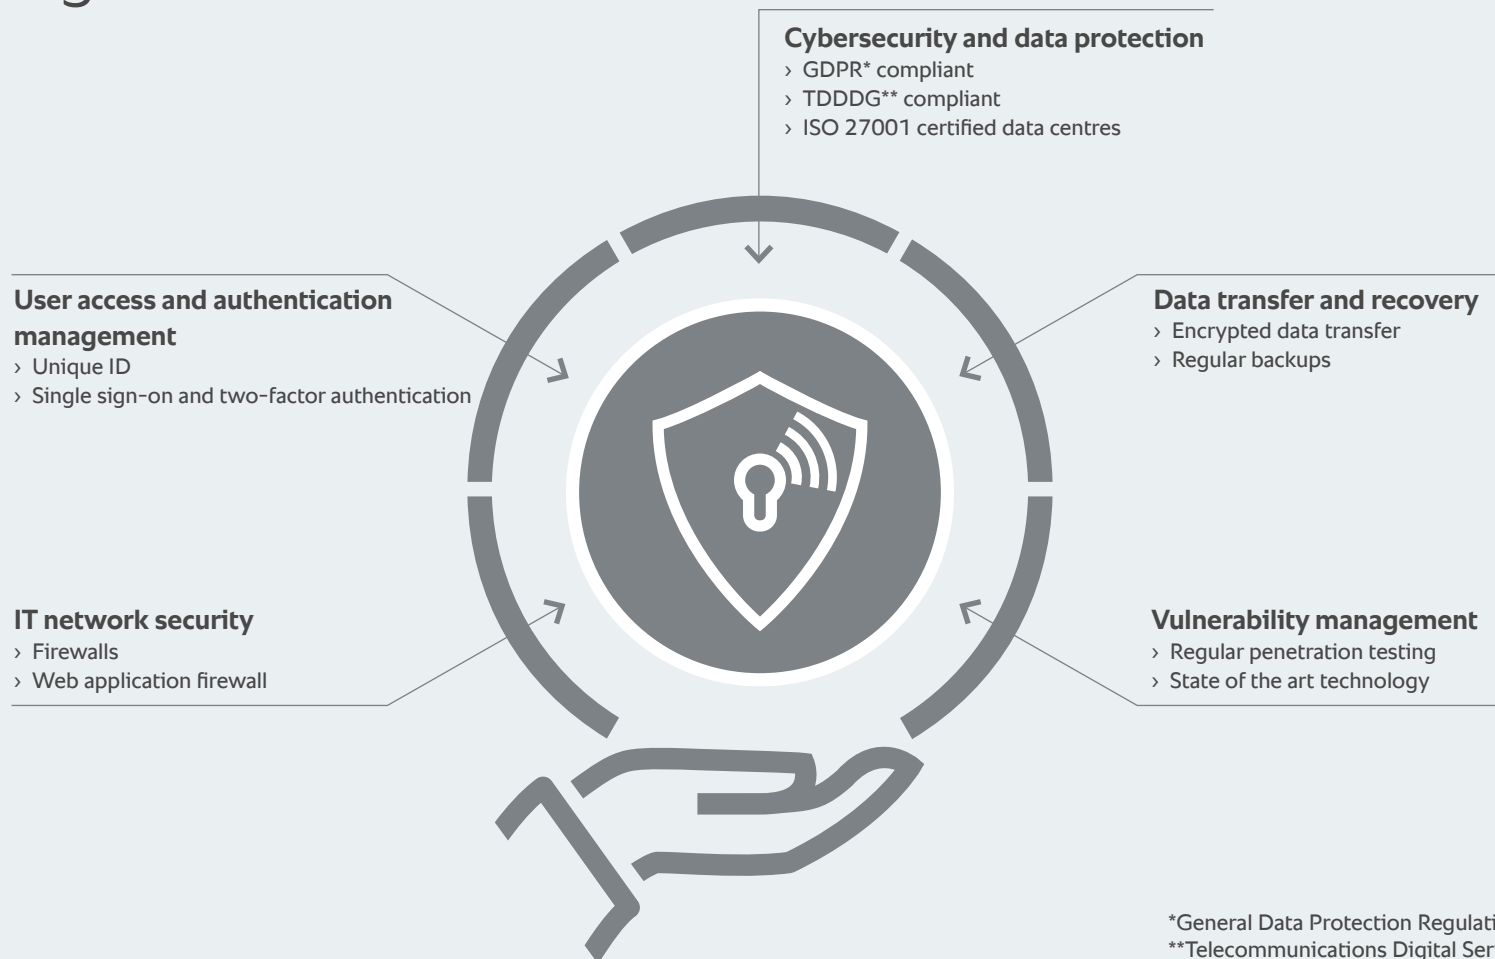 Cybersecurity and data protection
› GDPR* compliant
› TDDDG** compliant
› ISO 27001 certified data centres
User access and authentication
management
› Unique ID
› Single sign-on and two-factor authentication
Data transfer and recovery
› Encrypted data transfer
› Regular backups
IT network security
› Firewalls
› Web application firewall
Vulnerability management
› Regular penetration testing
› State of the art technology
*General Data Protection
**Telecommunications Digital